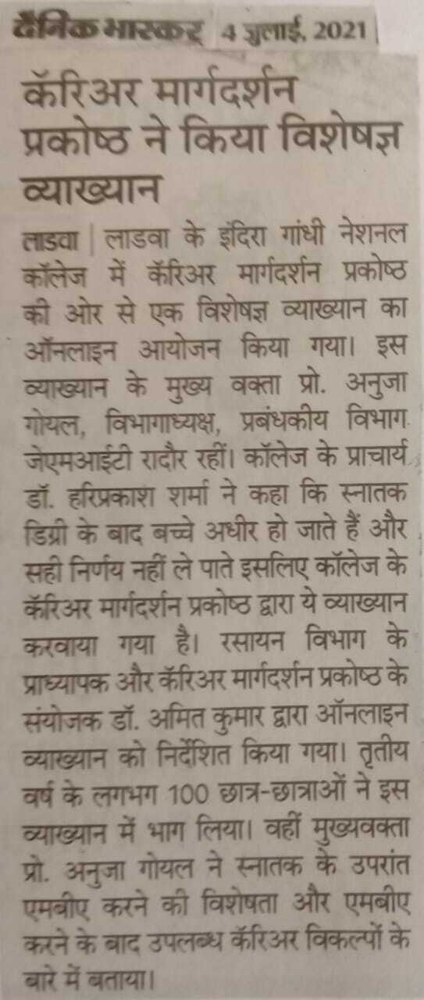 दैनिक भास्कर 4 जुलाई, 2021
कॅरिअर मार्गदर्शन
प्रकोष्ठ ने किया विशेषज्ञ
व्याख्यान
लाडवा | लाडवा के इंदिरा गांधी नेशनल
कॉलेज में कॅरिअर मार्गदर्शन प्रकोष्ठ
की ओर से एक विशेषज्ञ व्याख्यान का
ऑनलाइन आयोजन किया गया। इस
व्याख्यान के मुख्य वक्ता प्रो. अनुजा
गोयल, विभागाध्यक्ष, प्रबंधकीय विभाग
जेएमआईटी रादौर रहीं। कॉलेज के प्राचार्य
डॉ. हरिप्रकाश शर्मा ने कहा कि स्नातक
डिग्री के बाद बच्चे अधीर हो जाते हैं और
सही निर्णय नहीं ले पाते इसलिए कॉलेज के
कॅरिअर मार्गदर्शन प्रकोष्ठ द्वारा ये व्याख्यान
करवाया गया है। रसायन विभाग के
प्राध्यापक और कॅरिअर मार्गदर्शन प्रकोष्ठ के
संयोजक डॉ. अमित कुमार द्वारा ऑनलाइन
व्याख्यान को निर्देशित किया गया। तृतीय
वर्ष के लगभग 100 छात्र-छात्राओं ने इस
व्याख्यान में भाग लिया। वहीं मुख्यवक्ता
प्रो. अनुजा गोयल ने स्नातक के उपरांत
एमबीए करने की विशेषता और एमबीए
करने के बाद उपलब्ध कॅरिअर विकल्पों के
बारे में बताया।